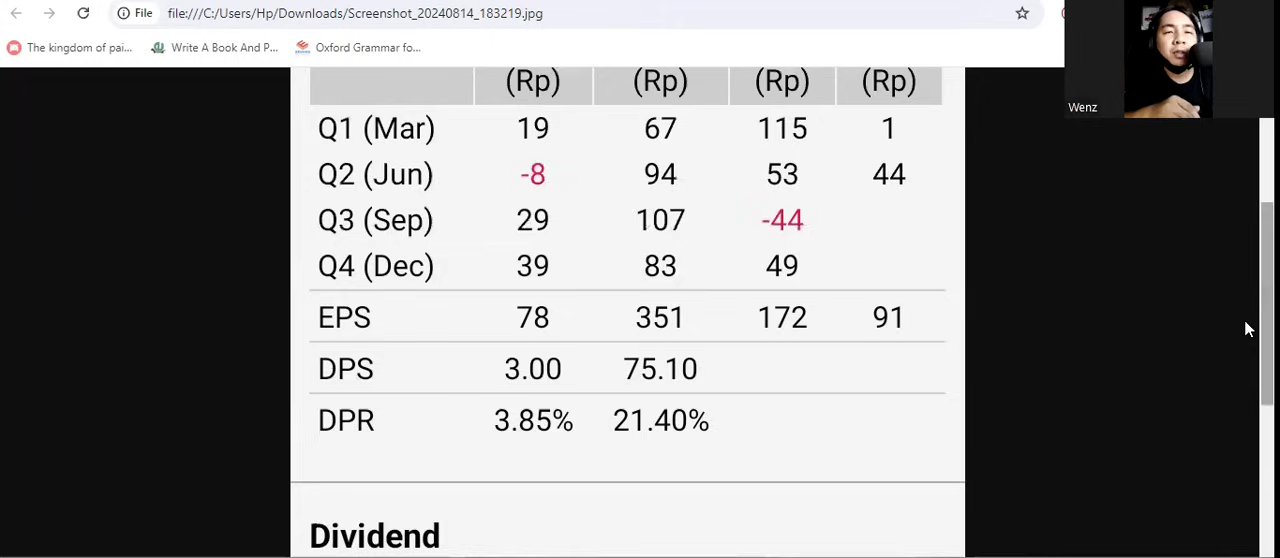 File file:///C:/Users/Hp/Downloads/Screenshot_20240814_183219.jpg
The kingdom of pai... Write A Book And P... Oxford Grammar fo...
Wenz
(Rp) (Rp) (Rp) (Rp)
Q1 (Mar) 19 67 115 1
Q2 (Jun) -8 94 53 44
Q3 (Sep) 29 107 -44
Q4 (Dec) 39 83 49
EPS 78 351 172 91
DPS 3.00 75.10
DPR 3.85% 21.40%
Dividend